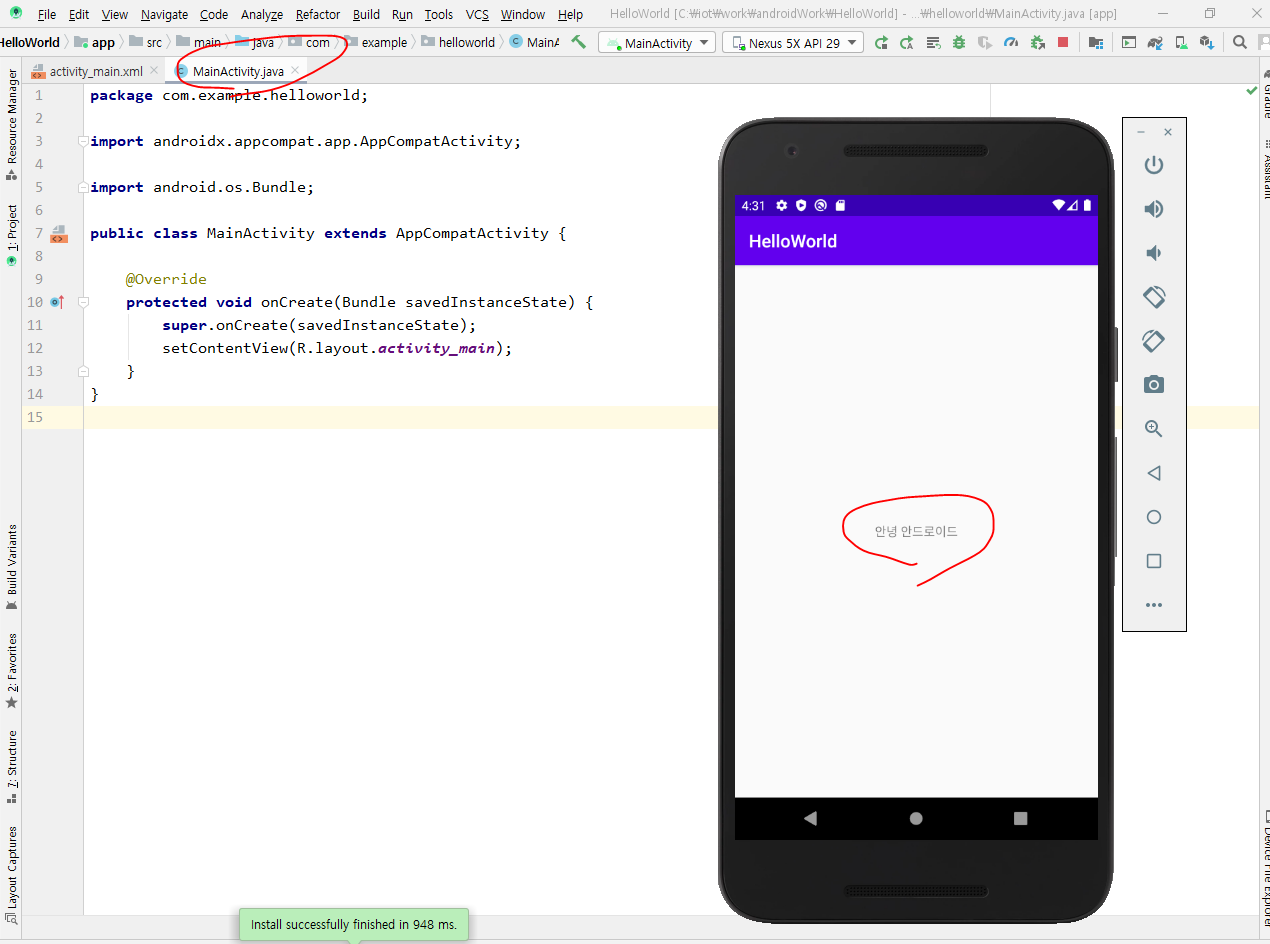 File Edit View Navigate Code Analyze Refactor Build Run Tools VCS Window Help HelloWorld [C:₩iot₩work₩androidWork₩HelloWorld] - ...₩helloworld₩MainActivity.java [app]
HelloWorld app src main java com example helloworld MainA MainActivity Nexus 5X API 29
activity_main.xml MainActivity.java
1 package com.example.helloworld;
2
3 import androidx.appcompat.app.AppCompatActivity;
4
5 import android.os.Bundle;
6
7 public class MainActivity extends AppCompatActivity {
8
9 @Override
10 protected void onCreate(Bundle savedInstanceState) {
11 super.onCreate(savedInstanceState);
12 setContentView(R.layout.activity_main);
13 }
14 }
15
Resource Manager
1: Project
Build Variants
2: Favorites
7: Structure
Layout Captures
4:31
HelloWorld
안녕 안드로이드
Gradle
Assistant
Device File Explorer
Install successfully finished in 948 ms.